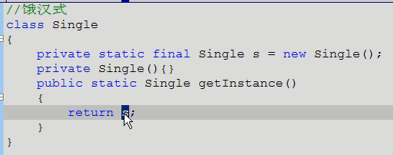 //饿汉式
class Single
{
    private static final Single s = new Single();
    private Single(){}
    public static Single getInstance()
    {
        return s;
    }
}